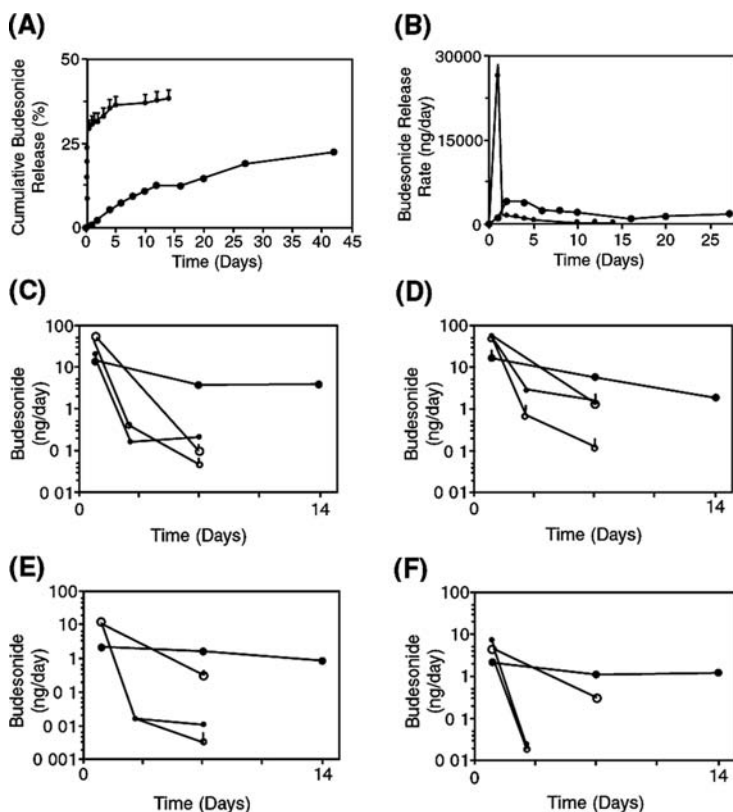 (A)
Cumulative Budesonide
Release (%)
50
25
0
0 5 10 15 20 25 30 35 40 45
Time (Days)
(B)
Budesonide Release
Rate (ng/day)
30000
15000
0
0 5 10 15 20 25
Time (Days)
(C)
Budesonide
(ng/day)
100
10
1
0 1
0 01
0 14
Time (Days)
(D)
Budesonide
(ng/day)
100
10
1
0 1
0 01
0 14
Time (Days)
(E)
Budesonide
(ng/day)
100
10
1
0 1
0 01
0 001
0 14
Time (Days)
(F)
Budesonide
(ng/day)
100
10
1
0 1
0 01
0 14
Time (Days)